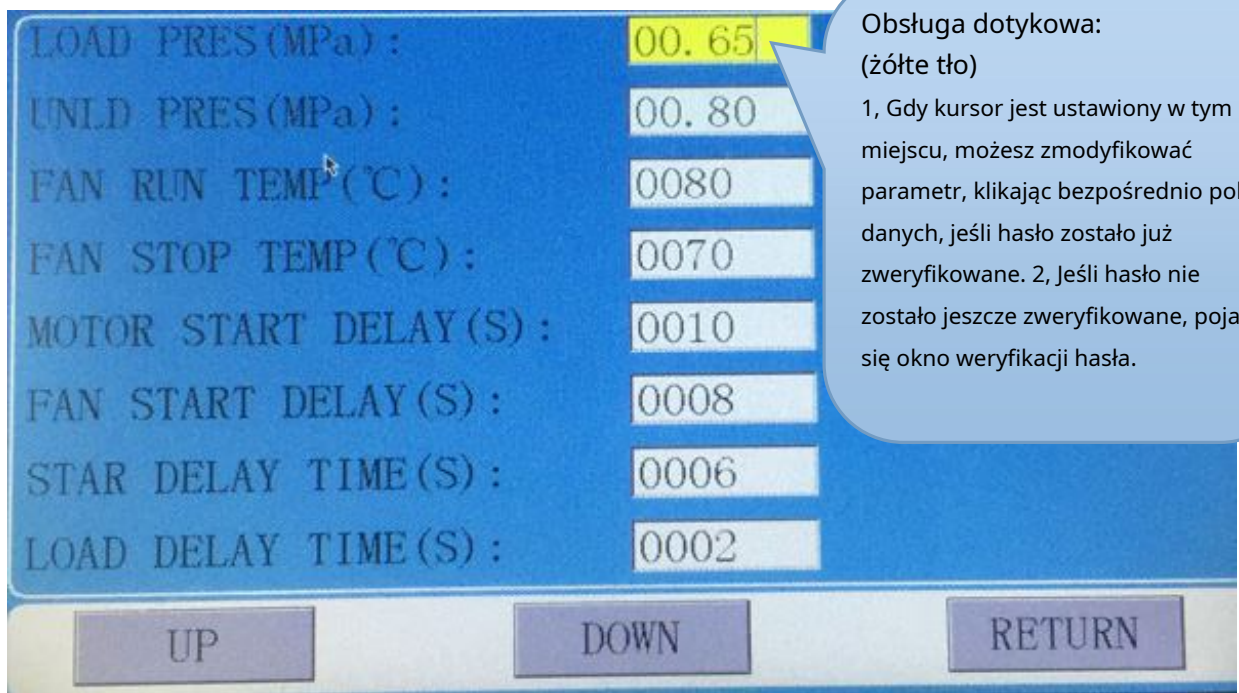 LOAD PRES(MPa): 00.65
UNLD PRES(MPa): 00.80
FAN RUN TEMP(℃): 0080
FAN STOP TEMP(℃): 0070
MOTOR START DELAY(S): 0010
FAN START DELAY(S): 0008
STAR DELAY TIME(S): 0006
LOAD DELAY TIME(S): 0002
UP DOWN RETURN
Obsługa dotykowa:
(żółte tło)
1, Gdy kursor jest ustawiony w tym
miejscu, możesz zmodyfikować
parametr, klikając bezpośrednio
danych, jeśli hasło zostało już
zweryfikowane. 2, Jeśli hasło nie
zostało jeszcze zweryfikowane,
się okno weryfikacji hasła.